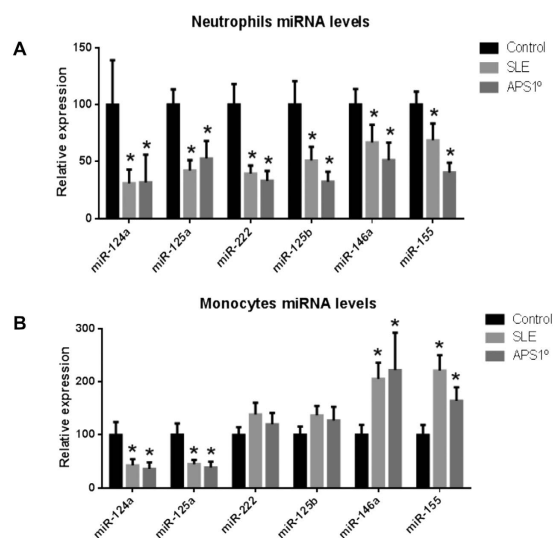 Neutrophils miRNA levels
A
150
100
50
0
Relative expression
Control
SLE
APS1º
* * * * * * * * * * * *
miR-124a miR-125a miR-222 miR-125b miR-146a miR-155
Monocytes miRNA levels
B
300
200
100
0
Relative expression
Control
SLE
APS1º
* * * * * * * *
miR-124a miR-125a miR-222 miR-125b miR-146a miR-155